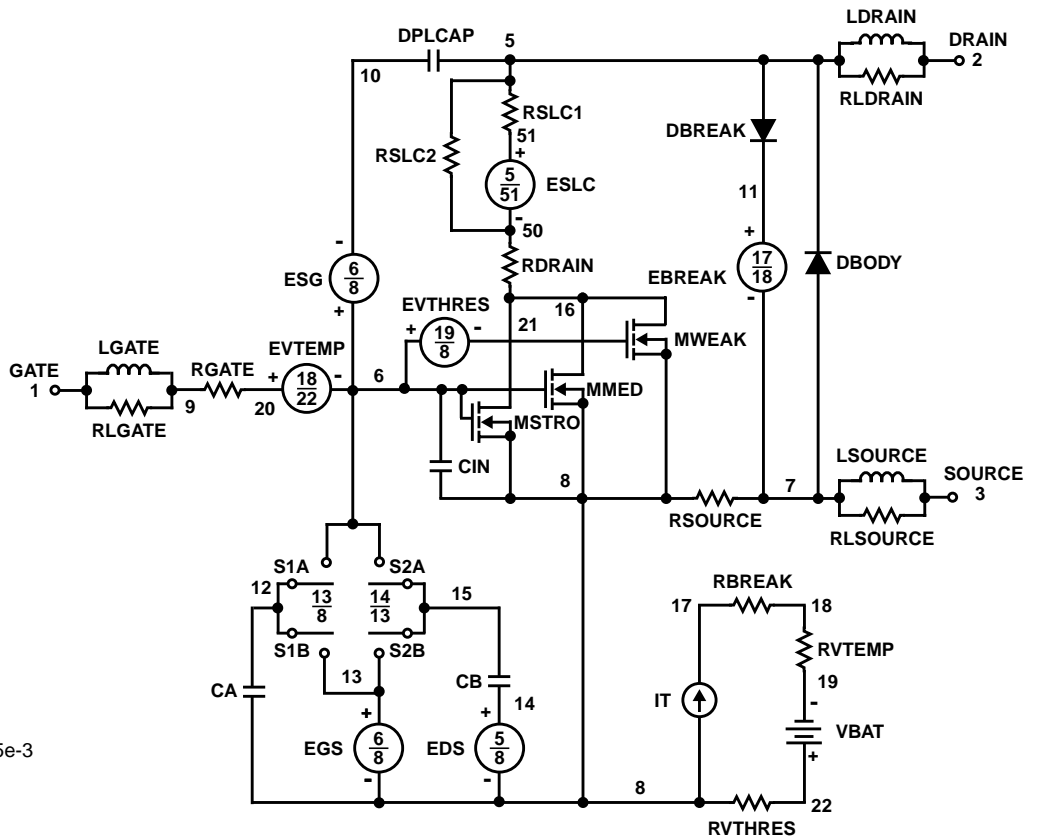 LDRAIN
DPLCAP
5
DRAIN
2
10
RLDRAIN
RSLC1
51
DBREAK
RSLC2
+
5
51
ESLC
11
-
50
-
+
RDRAIN
6
8
ESG
17
18
EBREAK
DBODY
EVTHRES
16
-
+
+
19
8
-
21
MWEAK
LGATE
EVTEMP
GATE
1
RGATE
+
18
22
-
6
MMED
9
20
RLGATE
MSTRO
CIN
LSOURCE
8
7
SOURCE
3
RSOURCE
RLSOURCE
S1A
S2A
12
13
8
14
13
15
RBREAK
17
18
S1B
S2B
RVTEMP
13
CB
19
CA
14
IT
-
+
+
VBAT
5e-3
EGS
6
8
EDS
5
8
+
-
-
8
22
RVTHRES